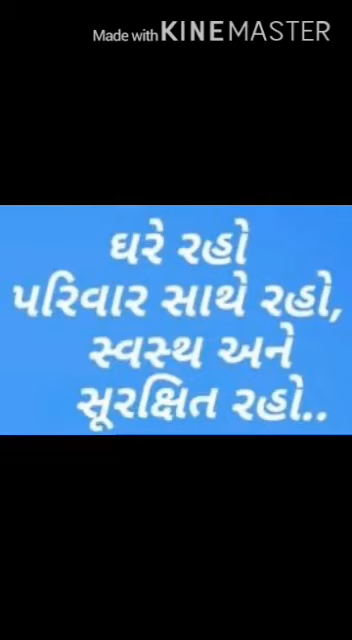 Made with KINEMASTER
ઘરે રહો
પરિવાર સાથે રહો,
સ્વસ્થ અને
સૂરક્ષિત રહો..